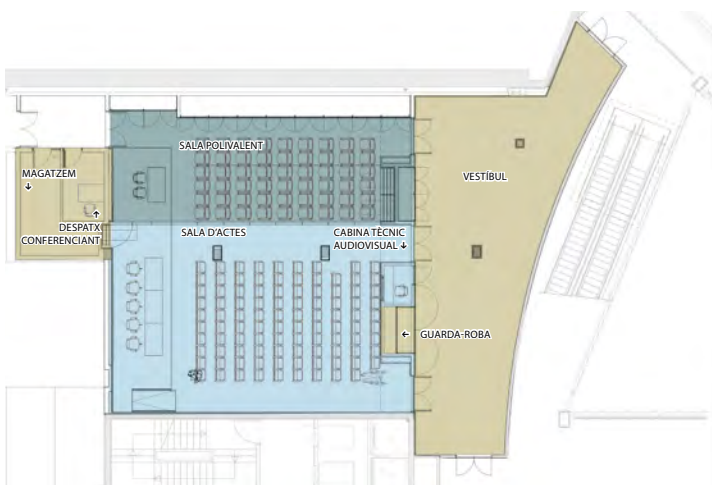 SALA POLIVALENT
MAGATZEM
↓
VESTÍBUL
↑
DESPATX
CONFERENCIANT
SALA D'ACTES
CABINA TÈCNIC
AUDIOVISUAL ↓
← GUARDA-ROBA